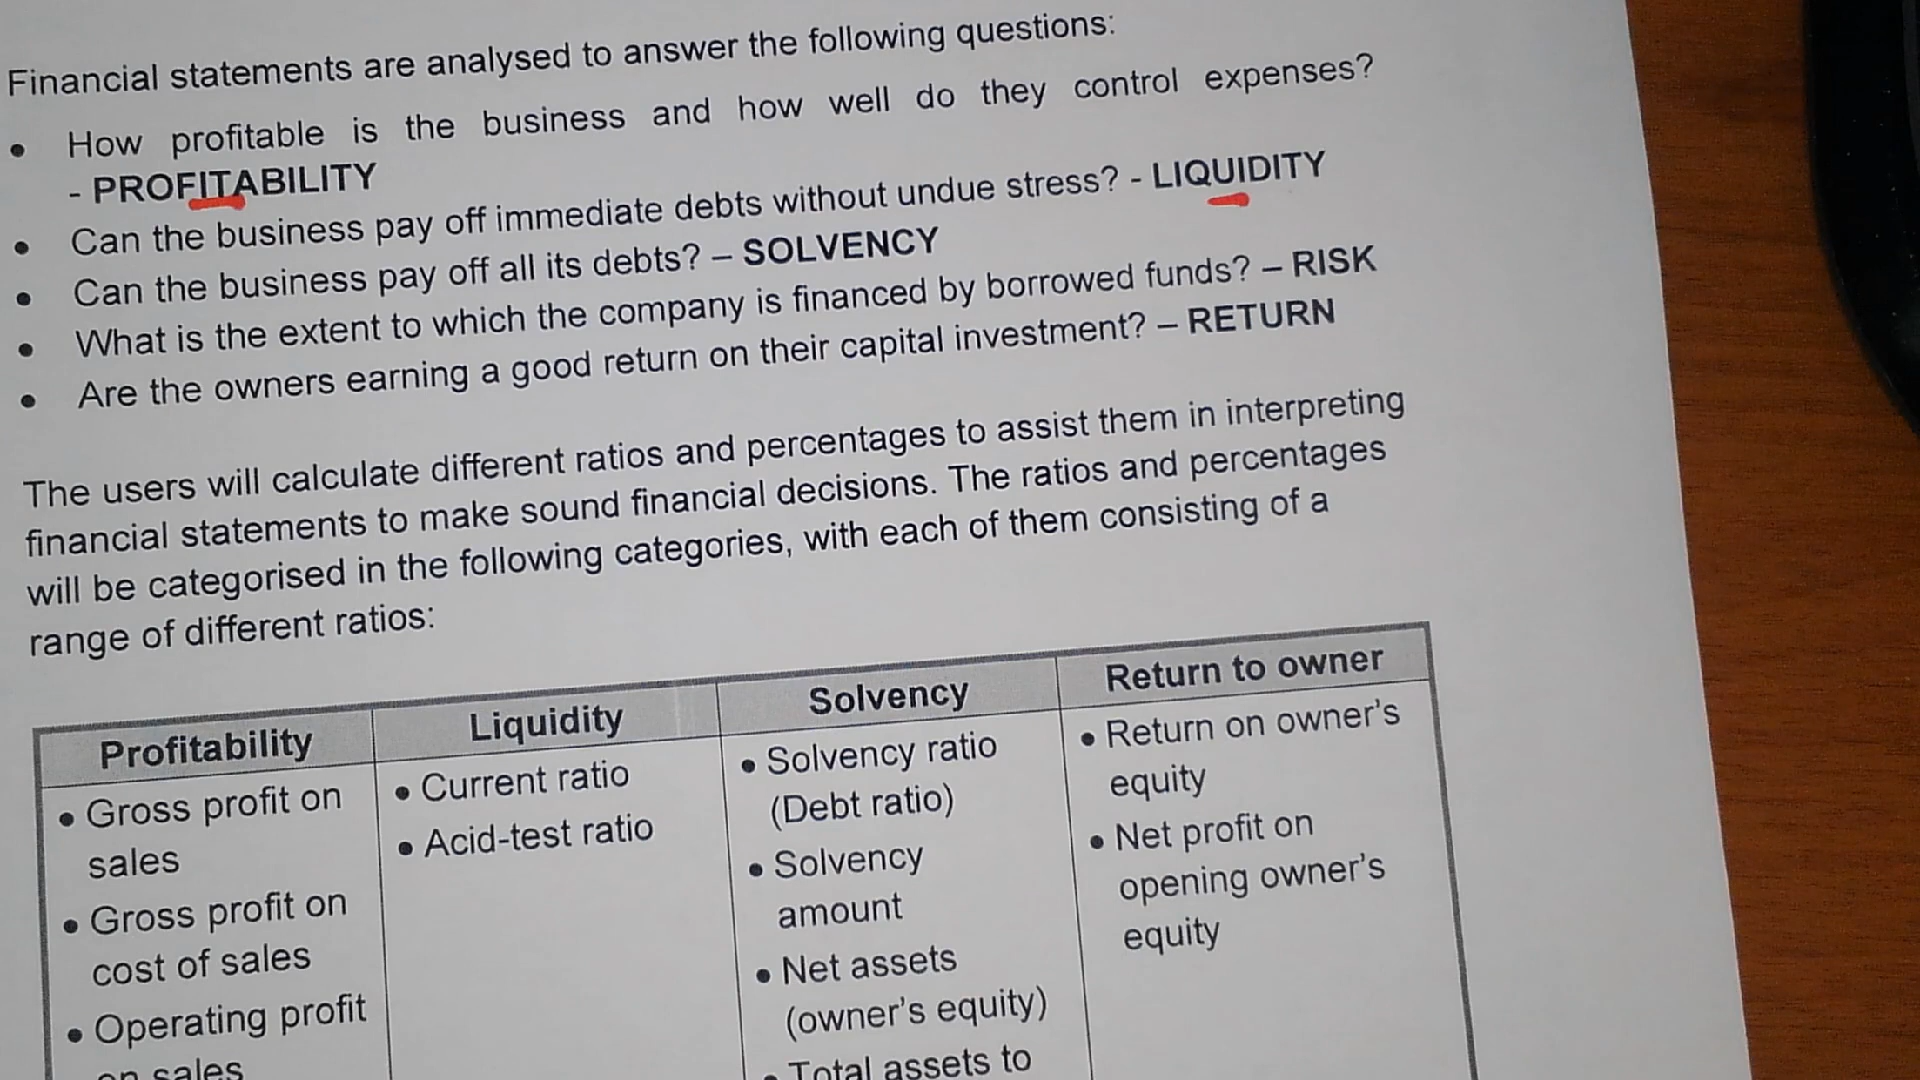 Financial statements are analysed to answer the following questions:
• How profitable is the business and how well do they control expenses?
- PROFITABILITY
• Can the business pay off immediate debts without undue stress? - LIQUIDITY
• Can the business pay off all its debts? – SOLVENCY
• What is the extent to which the company is financed by borrowed funds? – RISK
• Are the owners earning a good return on their capital investment? – RETURN
The users will calculate different ratios and percentages to assist them in interpreting
financial statements to make sound financial decisions. The ratios and percentages
will be categorised in the following categories, with each of them consisting of a
range of different ratios:
Profitability
• Gross profit on
sales
• Gross profit on
cost of sales
• Operating profit
on sales
Liquidity
• Current ratio
• Acid-test ratio
Solvency
• Solvency ratio
(Debt ratio)
• Solvency
amount
• Net assets
(owner's equity)
• Total assets to
Return to owner
• Return on owner's
equity
• Net profit on
opening owner's
equity